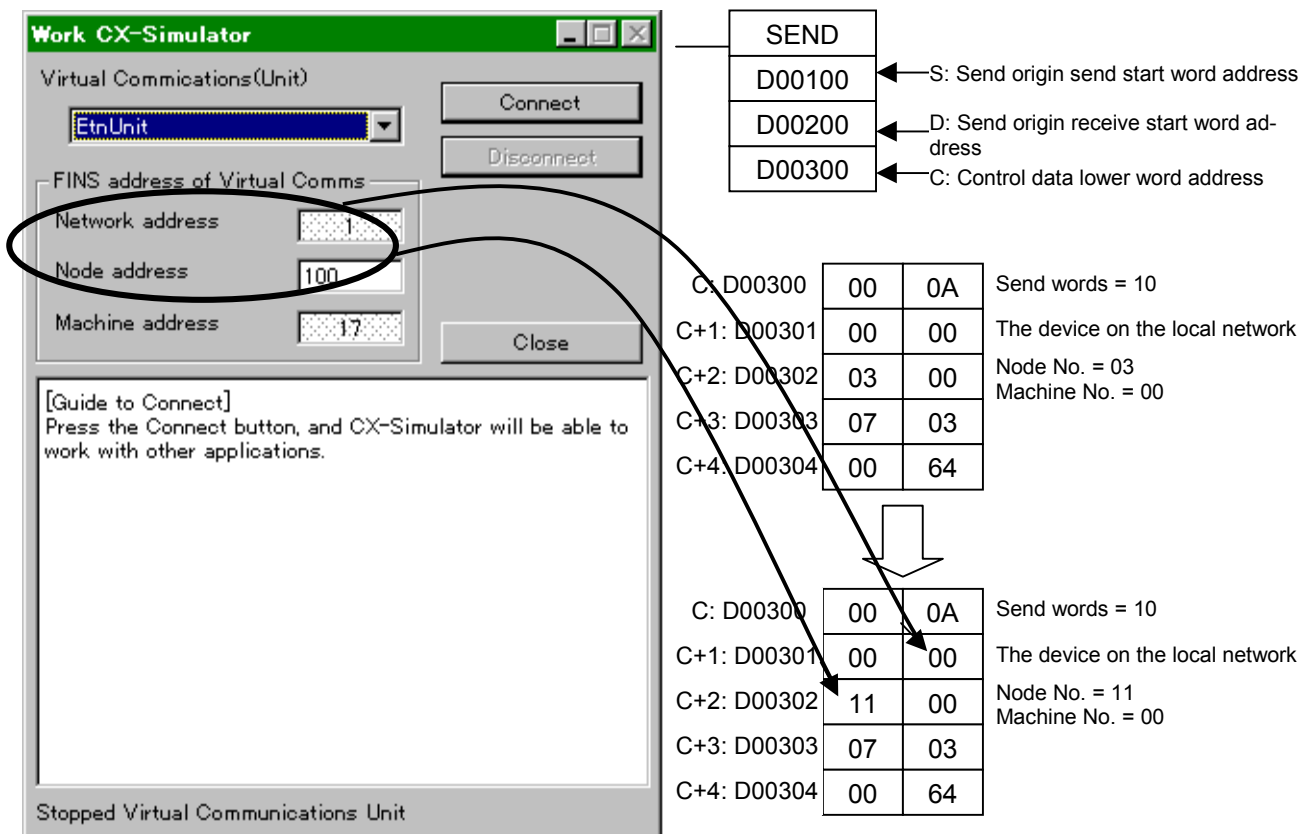 Work CX-Simulator
Virtual Commications(Unit)
EtnUnit
Connect
Disconnect
FINS address of Virtual Comms
Network address 1
Node address 100
Machine address 17
Close
[Guide to Connect]
Press the Connect button, and CX-Simulator will be able to
work with other applications.
Stopped Virtual Communications Unit
SEND
D00100 S: Send origin send start word address
D00200 D: Send origin receive start word ad-
dress
D00300 C: Control data lower word address
C: D00300 00 0A Send words = 10
C+1: D00301 00 00 The device on the local network
C+2: D00302 03 00 Node No. = 03
Machine No. = 00
C+3: D00303 07 03
C+4: D00304 00 64
C: D00300 00 0A Send words = 10
C+1: D00301 00 00 The device on the local network
C+2: D00302 11 00 Node No. = 11
Machine No. = 00
C+3: D00303 07 03
C+4: D00304 00 64